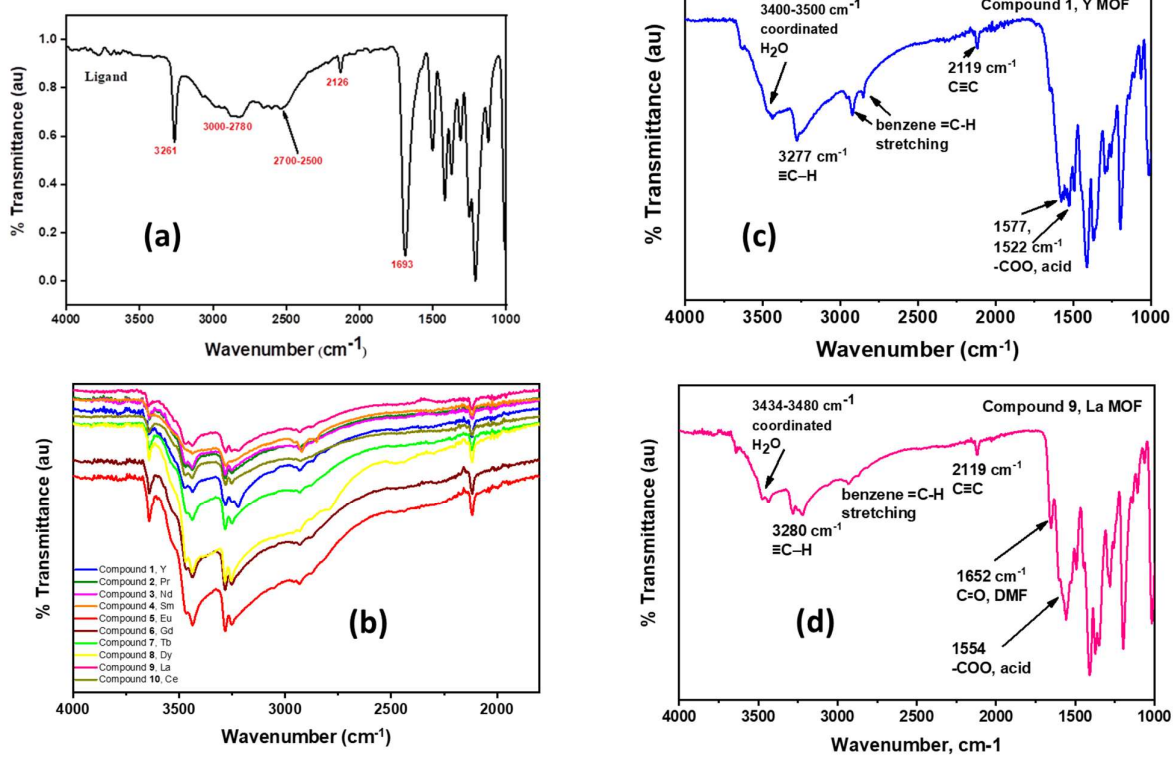 Ligand
1.0
0.8
0.6
0.4
0.2
0.0
% Transmittance (au)
3261
3000-2780
2700-2500
2126
1693
(a)
4000
3500
3000
2500
2000
1500
1000
Wavenumber (cm-1)
Compound 1, Y MOF
3400-3500 cm-1
coordinated
H2O
2119 cm-1
C≡C
benzene =C-H
stretching
3277 cm-1
≡C–H
(c)
1577,
1522 cm-1
-COO, acid
% Transmittance (au)
4000
3500
3000
2500
2000
1500
1000
Wavenumber (cm-1)
% Transmittance (au)
Compound 1, Y
Compound 2, Pr
Compound 3, Nd
Compound 4, Sm
Compound 5, Eu
Compound 6, Gd
Compound 7, Tb
Compound 8, Dy
Compound 9, La
Compound 10, Ce
(b)
4000
3500
3000
2500
2000
Wavenumber (cm-1)
3434-3480 cm-1
coordinated
H2O
Compound 9, La MOF
2119 cm-1
C≡C
benzene =C-H
stretching
3280 cm-1
≡C–H
1652 cm-1
C=O, DMF
(d)
1554
-COO, acid
% Transmittance (au)
4000
3500
3000
2500
2000
1500
1000
Wavenumber, cm-1